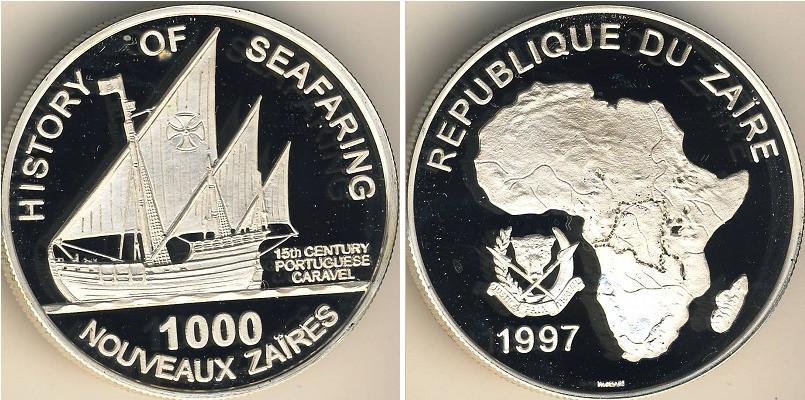 HISTORY OF SEAFARING
15th CENTURY
PORTUGUESE
CARAVEL
1000
NOUVEAUX ZAÏRES
REPUBLIQUE DU ZAÏRE
1997